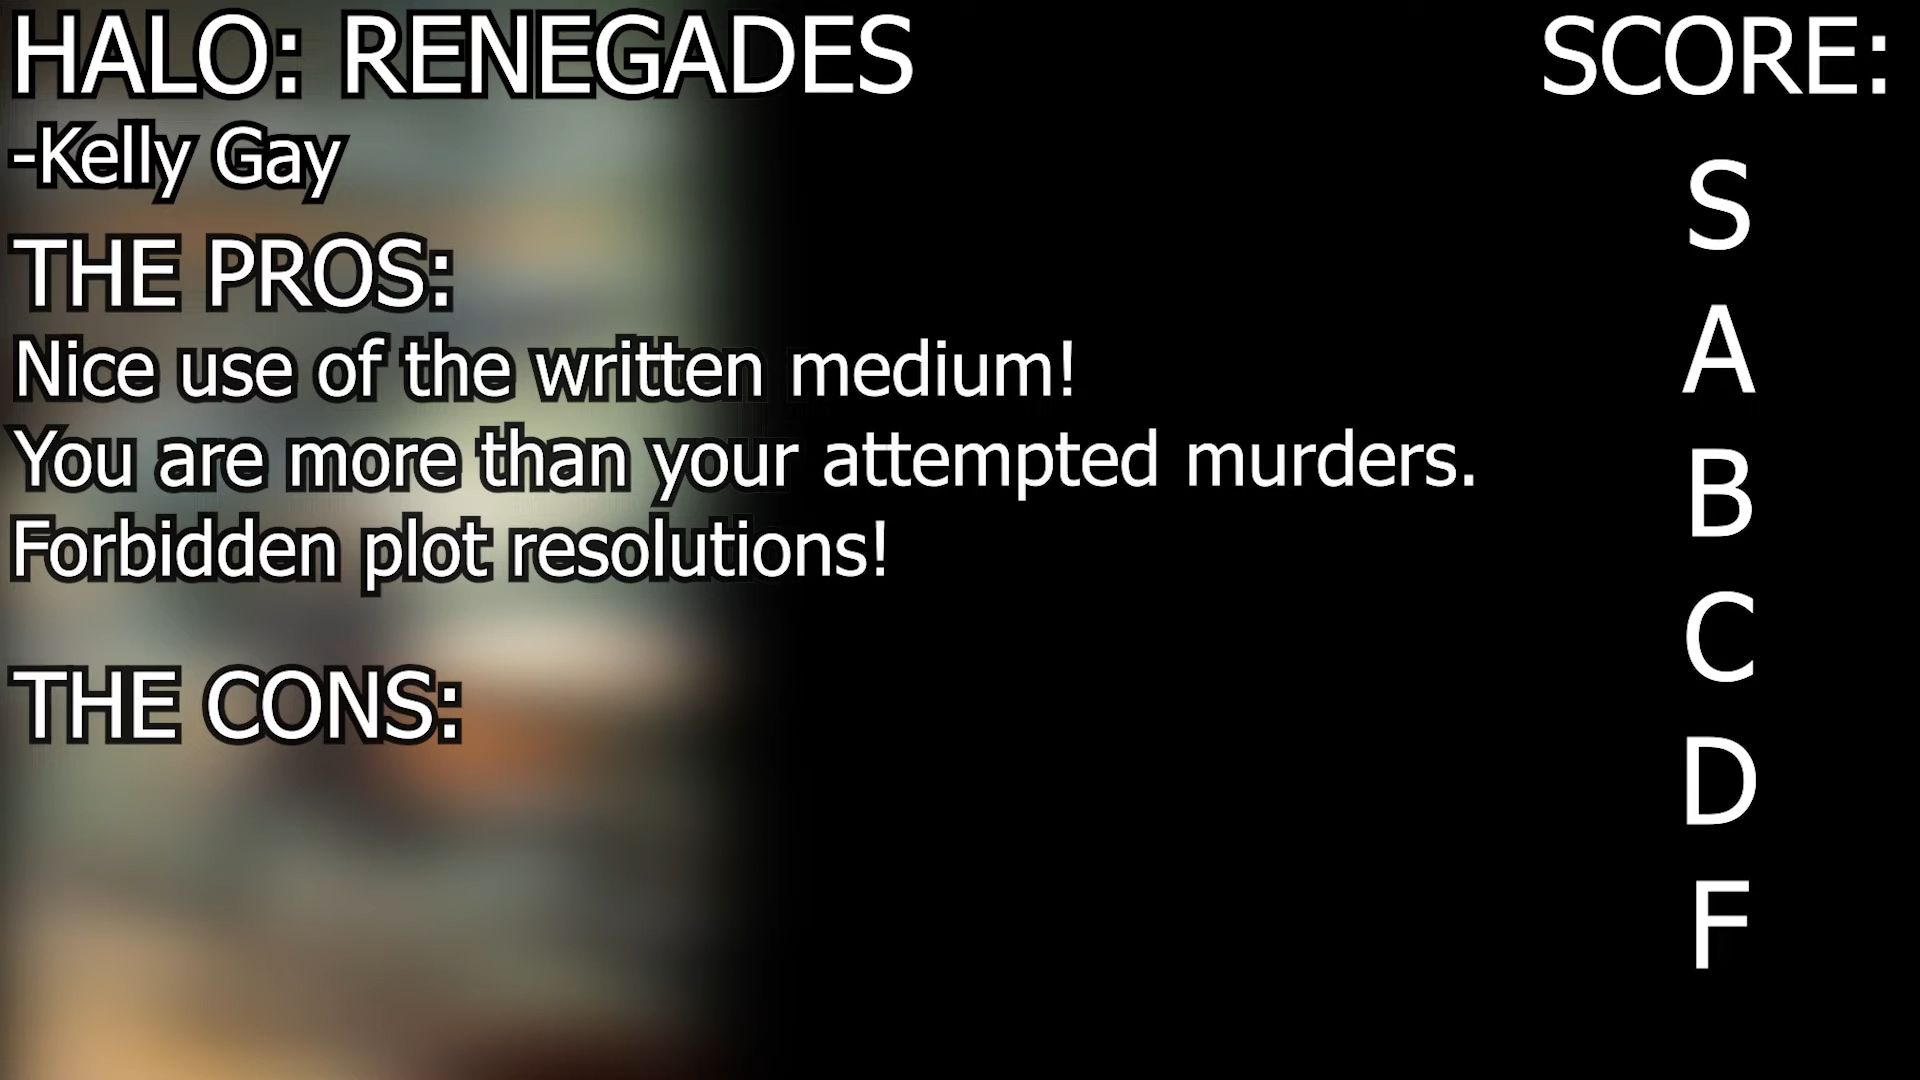 HALO: RENEGADES
-Kelly Gay
THE PROS:
Nice use of the written medium!
You are more than your attempted murders.
Forbidden plot resolutions!
THE CONS:
SCORE:
S
A
B
C
D
F